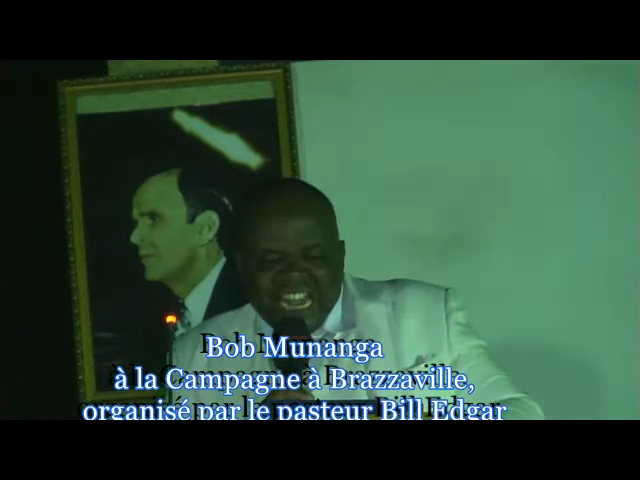 Bob Munanga
à la Campagne à Brazzaville,
organisé par le pasteur Bill Edgar